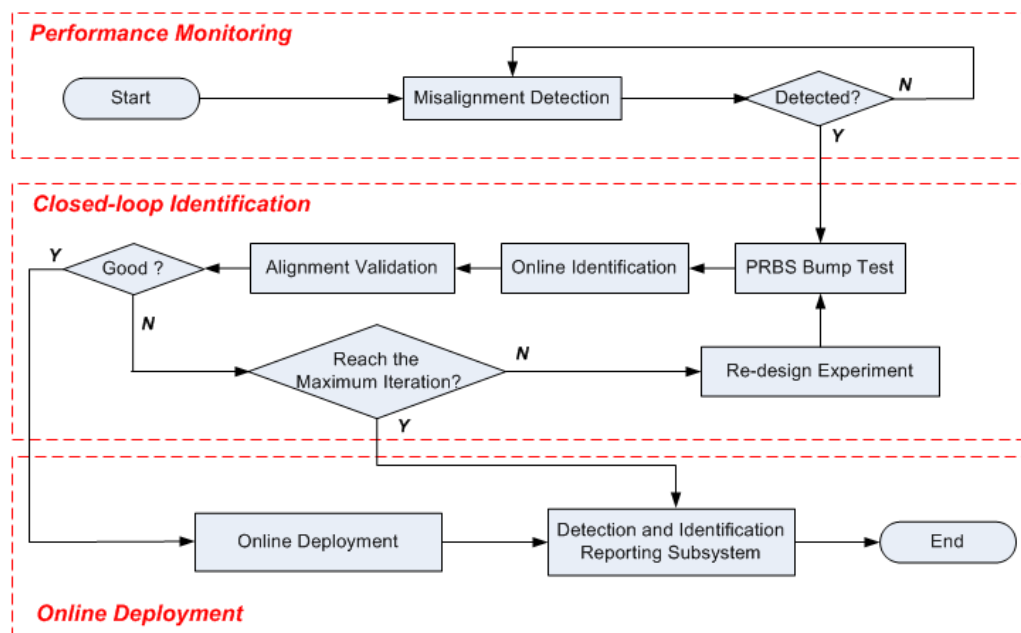 Performance Monitoring
Start
Misalignment Detection
Detected?
N
Y
Closed-loop Identification
Y
Good ?
Alignment Validation
Online Identification
PRBS Bump Test
N
Reach the
Maximum Iteration?
N
Re-design Experiment
Y
Online Deployment
Detection and Identification
Reporting Subsystem
End
Online Deployment